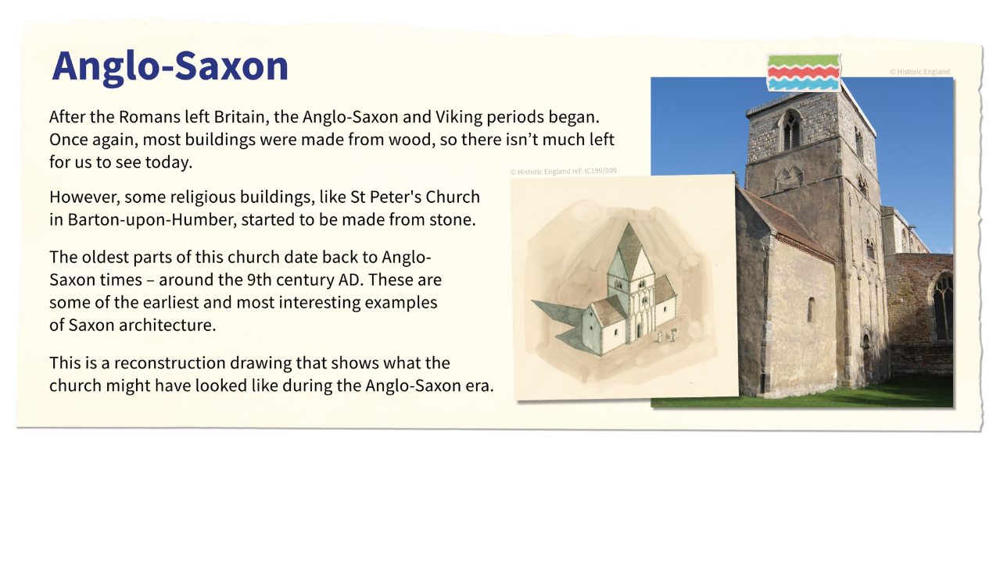 Anglo-Saxon
© Historic England
After the Romans left Britain, the Anglo-Saxon and Viking periods began.
Once again, most buildings were made from wood, so there isn’t much left
for us to see today.
© Historic England ref: IC199/009
However, some religious buildings, like St Peter's Church
in Barton-upon-Humber, started to be made from stone.
The oldest parts of this church date back to Anglo-
Saxon times – around the 9th century AD. These are
some of the earliest and most interesting examples
of Saxon architecture.
This is a reconstruction drawing that shows what the
church might have looked like during the Anglo-Saxon era.